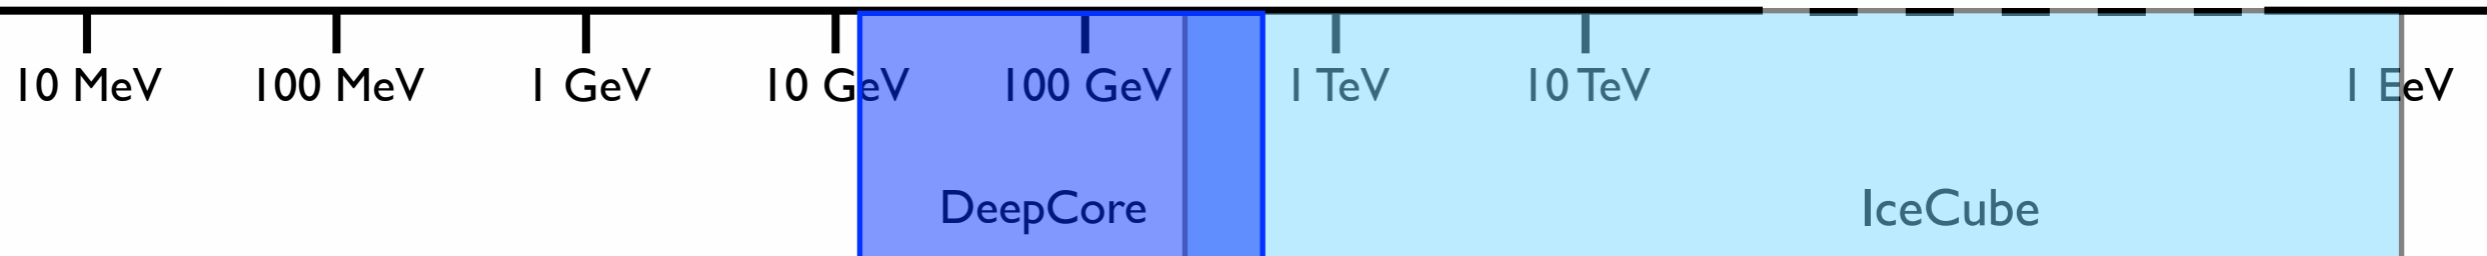 10 MeV 100 MeV 1 GeV 10 GeV 100 GeV 1 TeV 10 TeV 1 EeV
DeepCore IceCube